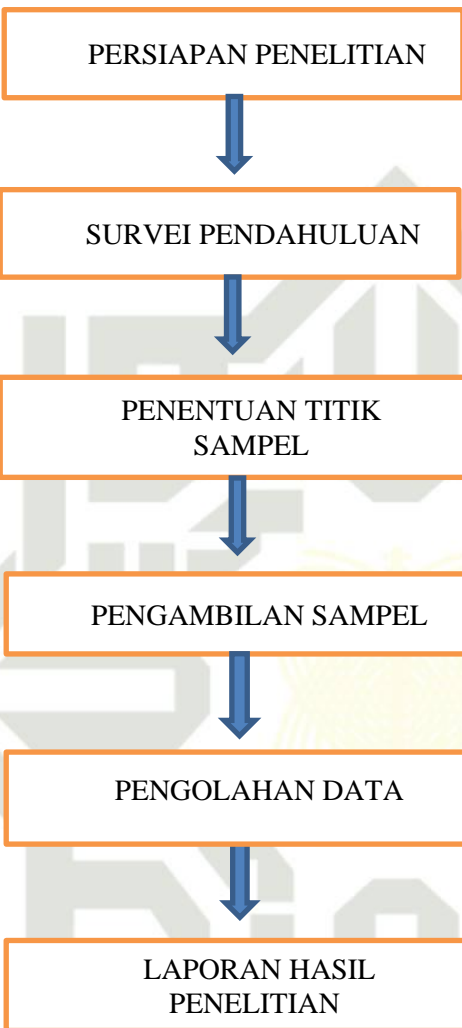 PERSIAPAN PENELITIAN
SURVEI PENDAHULUAN
PENENTUAN TITIK
SAMPEL
PENGAMBILAN SAMPEL
PENGOLAHAN DATA
LAPORAN HASIL
PENELITIAN